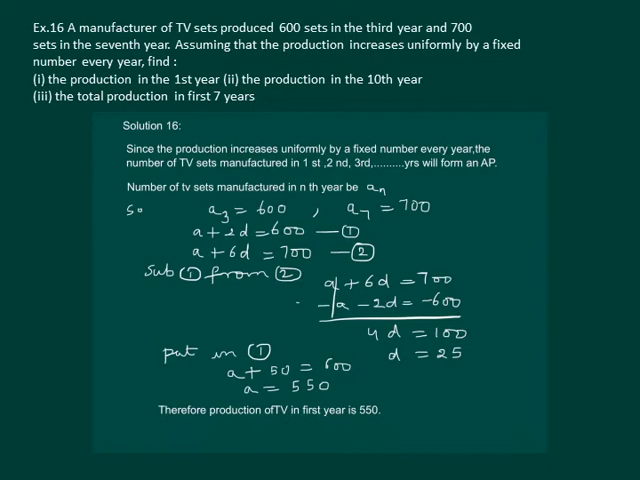 Ex.16 A manufacturer of TV sets produced 600 sets in the third year and 700
sets in the seventh year. Assuming that the production increases uniformly by a fixed
number every year, find :
(i) the production in the 1st year (ii) the production in the 10th year
(iii) the total production in first 7 years
Solution 16:
Since the production increases uniformly by a fixed number every year,the
number of TV sets manufactured in 1 st ,2 nd, 3rd,..........yrs will form an AP.
Number of tv sets manufactured in n th year be aₙ
so a₃ = 600 , a₇ = 700
a + 2d = 600 — ①
a + 6d = 700 — ②
Sub ① from ②
a + 6d = 700
-a - 2d = -600
4d = 100
d = 25
put in ①
a + 50 = 600
a = 550
Therefore production ofTV in first year is 550.